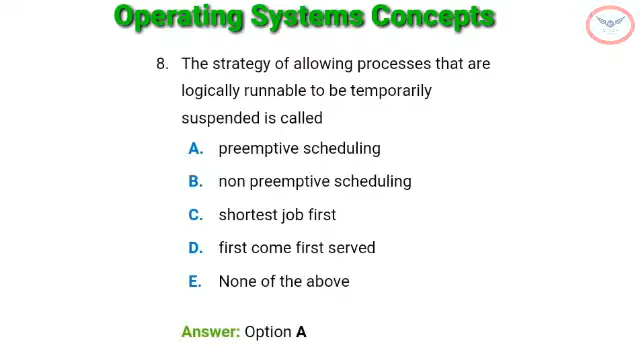 Operating Systems Concepts
8. The strategy of allowing processes that are
logically runnable to be temporarily
suspended is called
A. preemptive scheduling
B. non preemptive scheduling
C. shortest job first
D. first come first served
E. None of the above
Answer: Option A